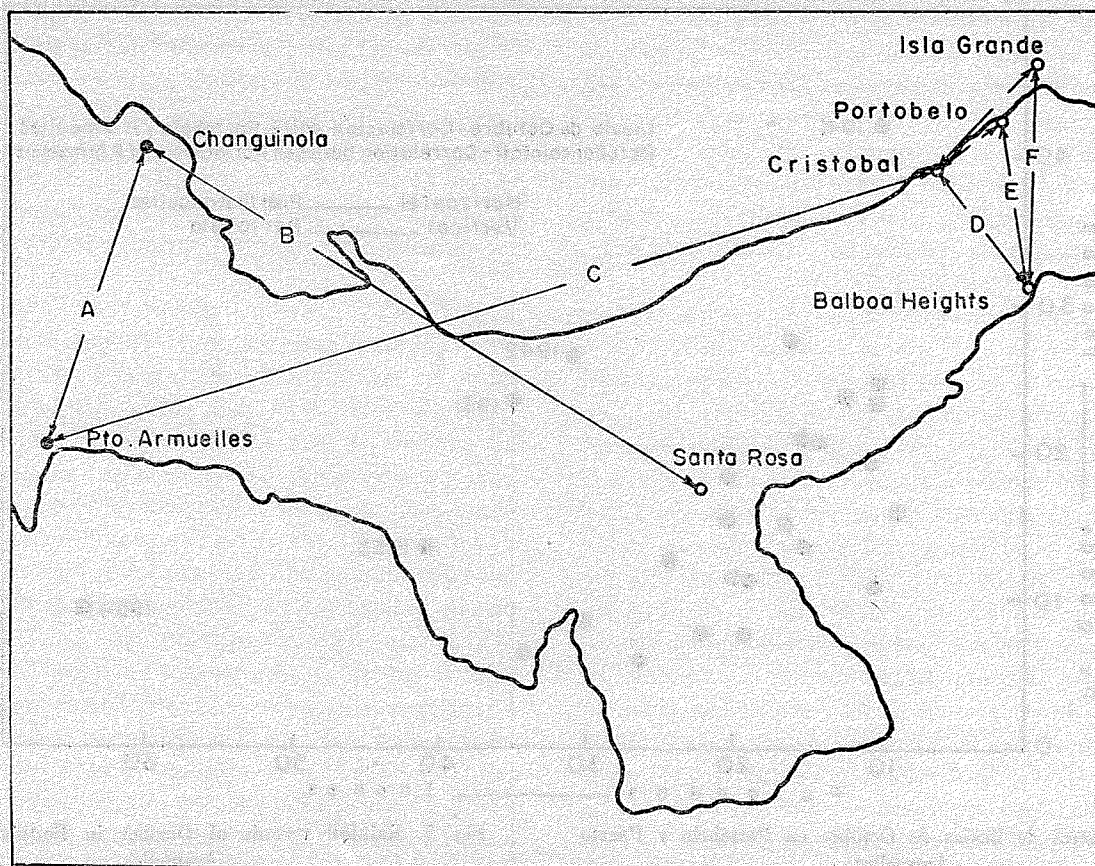 Isla Grande
Portobelo
Changuinola
Cristobal
F
E
D
B
C
Balboa Heights
A
Pto. Armuelles
Santa Rosa